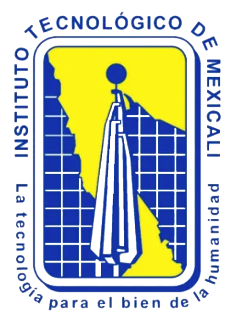 INSTITUTO TECNOLÓGICO DE MEXICALI
La tecnología para el bien de la humanidad